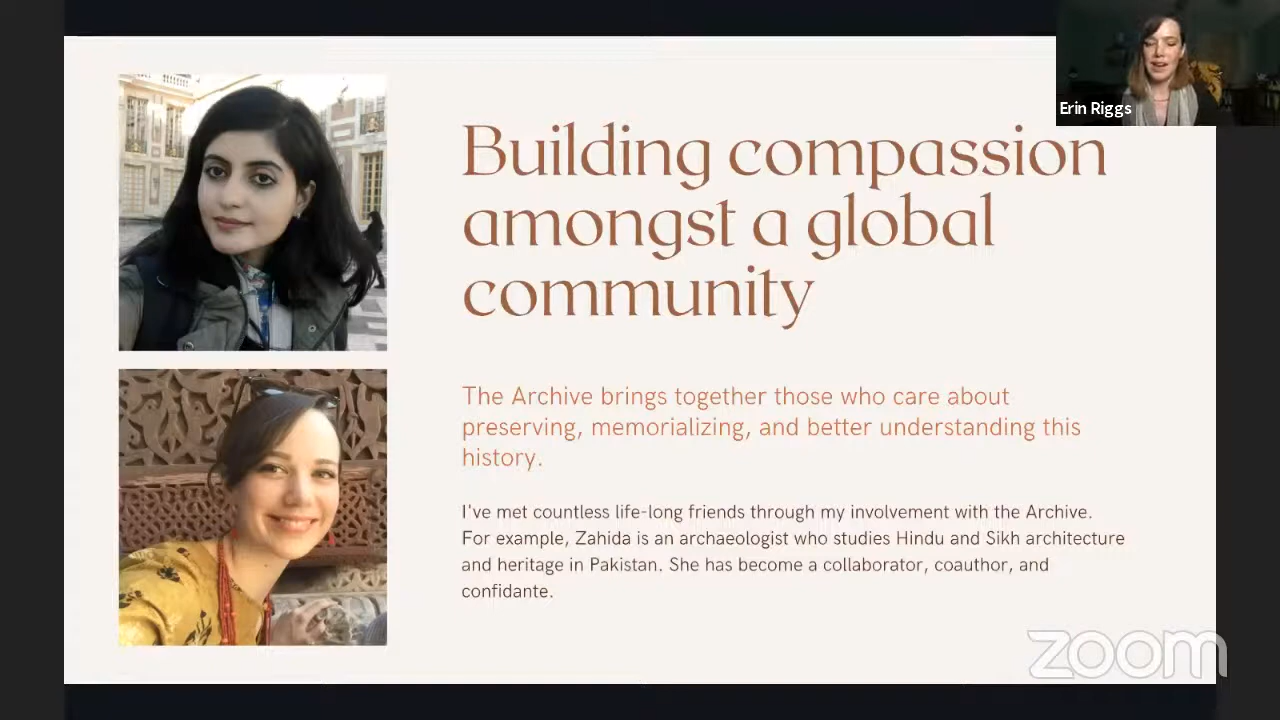 Erin Riggs
Building compassion
amongst a global
community
The Archive brings together those who care about
preserving, memorializing, and better understanding this
history.
I've met countless life-long friends through my involvement with the Archive.
For example, Zahida is an archaeologist who studies Hindu and Sikh architecture
and heritage in Pakistan. She has become a collaborator, coauthor, and
confidante.
zoom